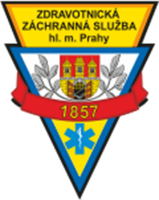 ZDRAVOTNICKÁ
ZÁCHRANNÁ SLUŽBA
hl. m. Prahy
1857